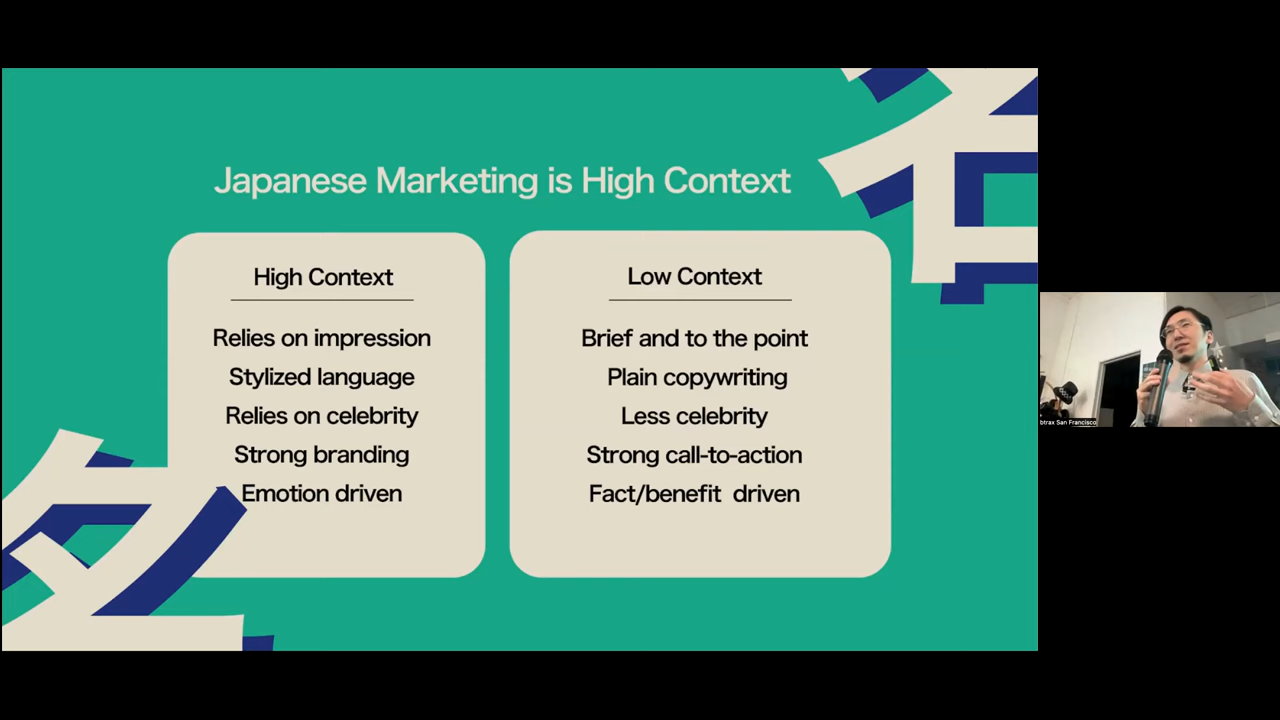 Japanese Marketing is High Context
High Context
Relies on impression
Stylized language
Relies on celebrity
Strong branding
Emotion driven
Low Context
Brief and to the point
Plain copywriting
Less celebrity
Strong call-to-action
Fact/benefit driven
btrax San Francisco